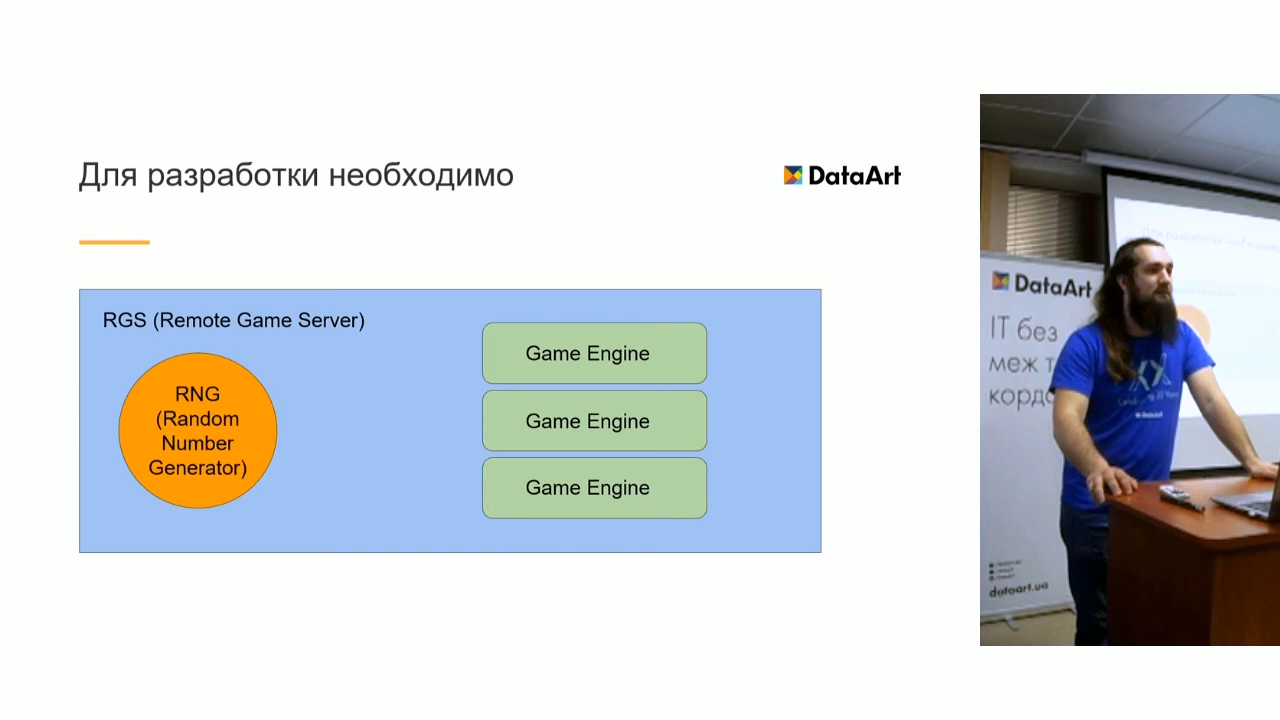 Для разработки необходимо
DataArt
RGS (Remote Game Server)
RNG
(Random
Number
Generator)
Game Engine
Game Engine
Game Engine
DataArt
IT без
меж т
кордо
dataart.ua